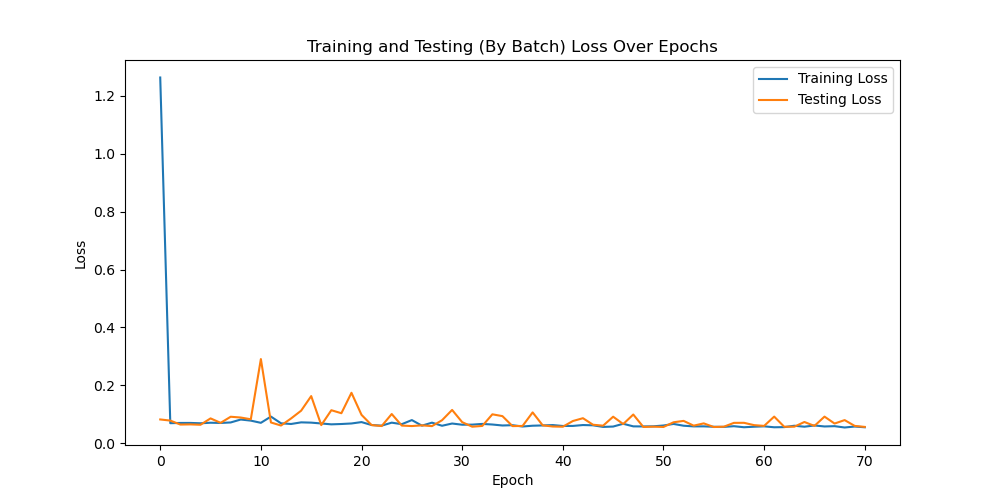 Training and Testing (By Batch) Loss Over Epochs
Training Loss
Testing Loss
Loss
1.2
1.0
0.8
0.6
0.4
0.2
0.0
0 10 20 30 40 50 60 70
Epoch